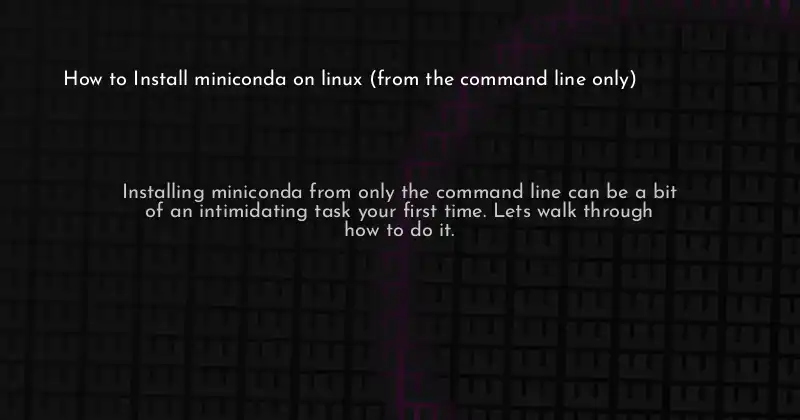 How to Install miniconda on linux (from the command line only)
Installing miniconda from only the command line can be a bit
of an intimidating task your first time. Lets walk through
how to do it.